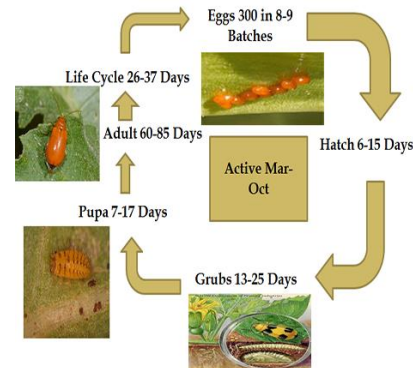 Eggs 300 in 8-9
Batches
Life Cycle 26-37 Days
Adult 60-85 Days
Hatch 6-15 Days
Active Mar-
Oct
Pupa 7-17 Days
Grubs 13-25 Days